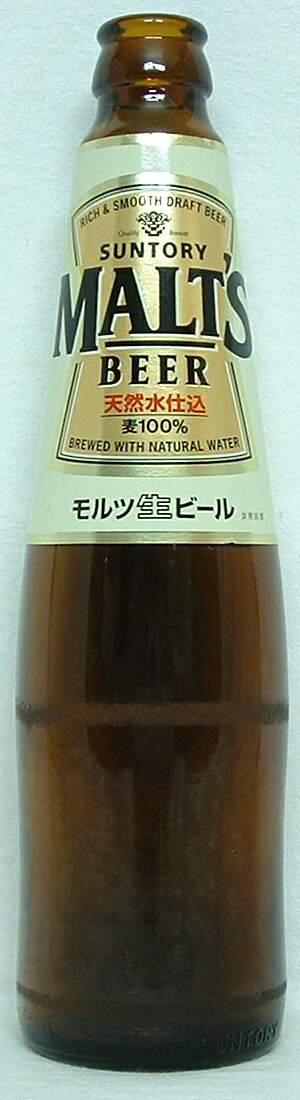 RICH & SMOOTH DRAFT BEER
Quality Brewer
SUNTORY
MALT'S
BEER
天然水仕込
麦100%
BREWED WITH NATURAL WATER
モルツ生ビール
SUNTORY